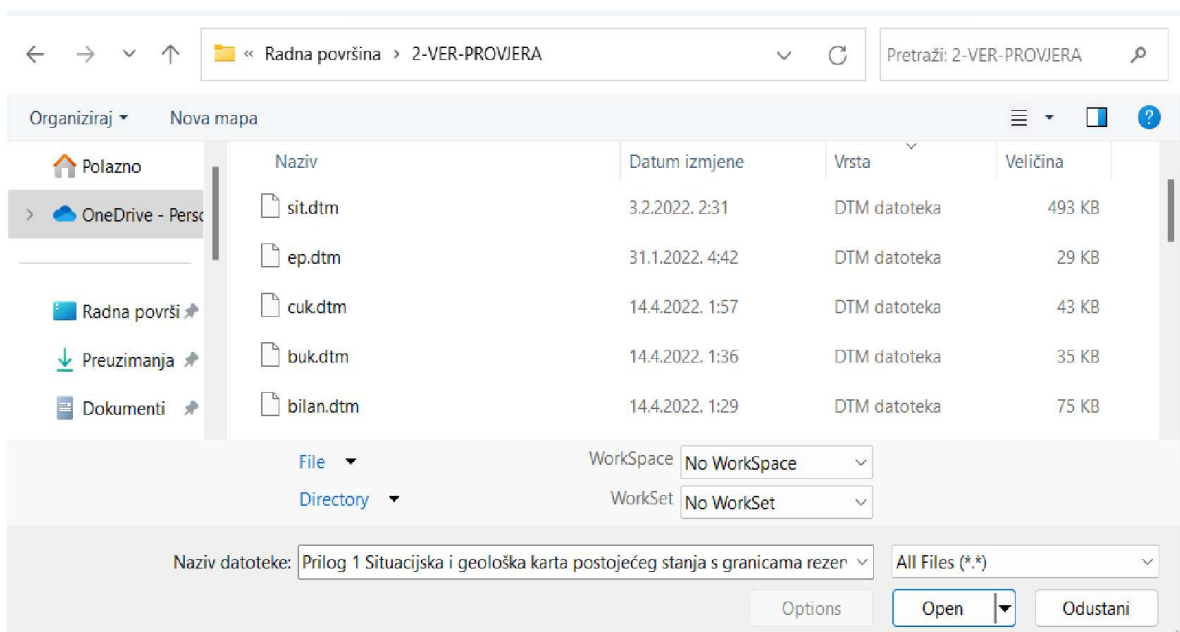 « Radna površina > 2-VER-PROVJERA
Pretraži: 2-VER-PROVJERA
Organiziraj Nova mapa
Polazno
OneDrive - Perso
Radna površi
Preuzimanja
Dokumenti
Naziv Datum izmjene Vrsta Veličina
sit.dtm 3.2.2022. 2:31 DTM datoteka 493 KB
ep.dtm 31.1.2022. 4:42 DTM datoteka 29 KB
cuk.dtm 14.4.2022. 1:57 DTM datoteka 43 KB
buk.dtm 14.4.2022. 1:36 DTM datoteka 35 KB
bilan.dtm 14.4.2022. 1:29 DTM datoteka 75 KB
File WorkSpace No WorkSpace
Directory WorkSet No WorkSet
Naziv datoteke: Prilog 1 Situacijska i geološka karta postojećeg stanja s granicama rezer All Files (*.*)
Options Open Odustani